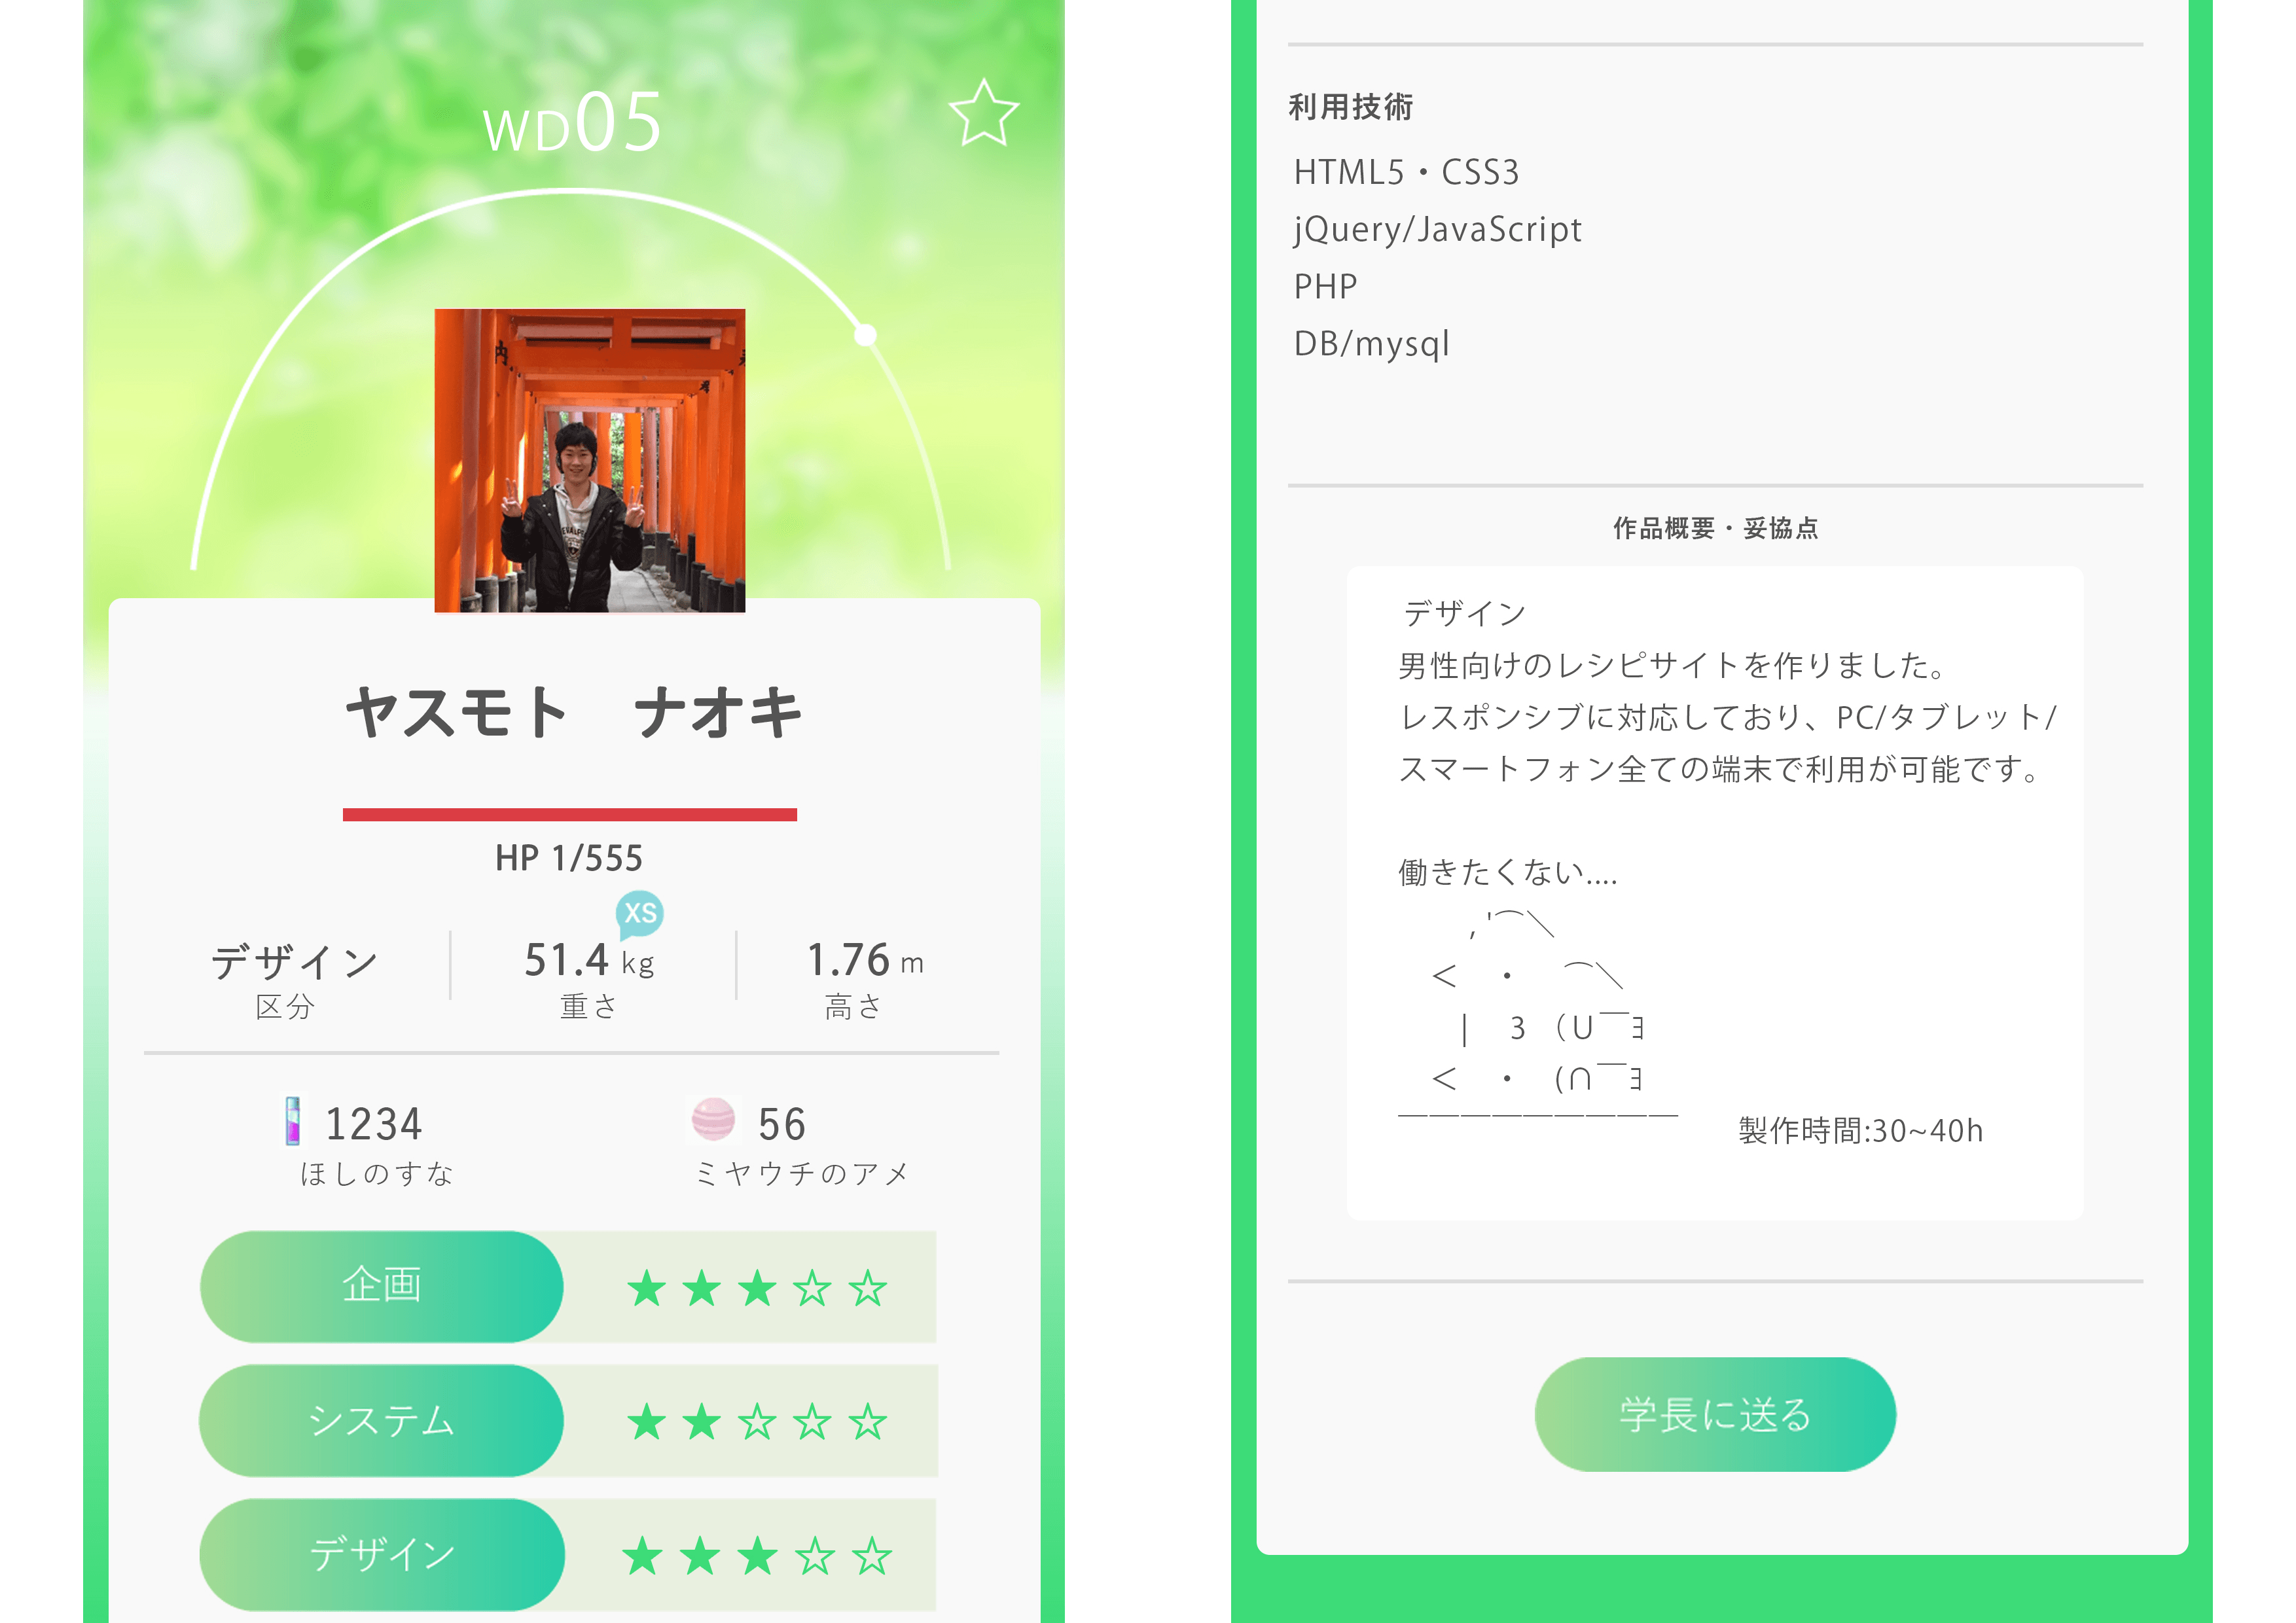 WD05
ヤスモト　ナオキ
HP 1/555
XS
デザイン
区分
51.4 kg
重さ
1.76 m
高さ
1234
ほしのすな
56
ミヤウチのアメ
企画 ★★★☆☆
システム ★★☆☆☆
デザイン ★★★☆☆
利用技術
HTML5・CSS3
jQuery/JavaScript
PHP
DB/mysql
作品概要・妥協点
デザイン
男性向けのレシピサイトを作りました。
レスポンシブに対応しており、PC/タブレット/
スマートフォン全ての端末で利用が可能です。
働きたくない....
　　 , '⌒＼
　＜　・　⌒＼
　　|　3 （U￣ヨ
　＜　・　(∩￣ヨ
￣￣￣￣￣￣￣￣￣　製作時間:30~40h
学長に送る